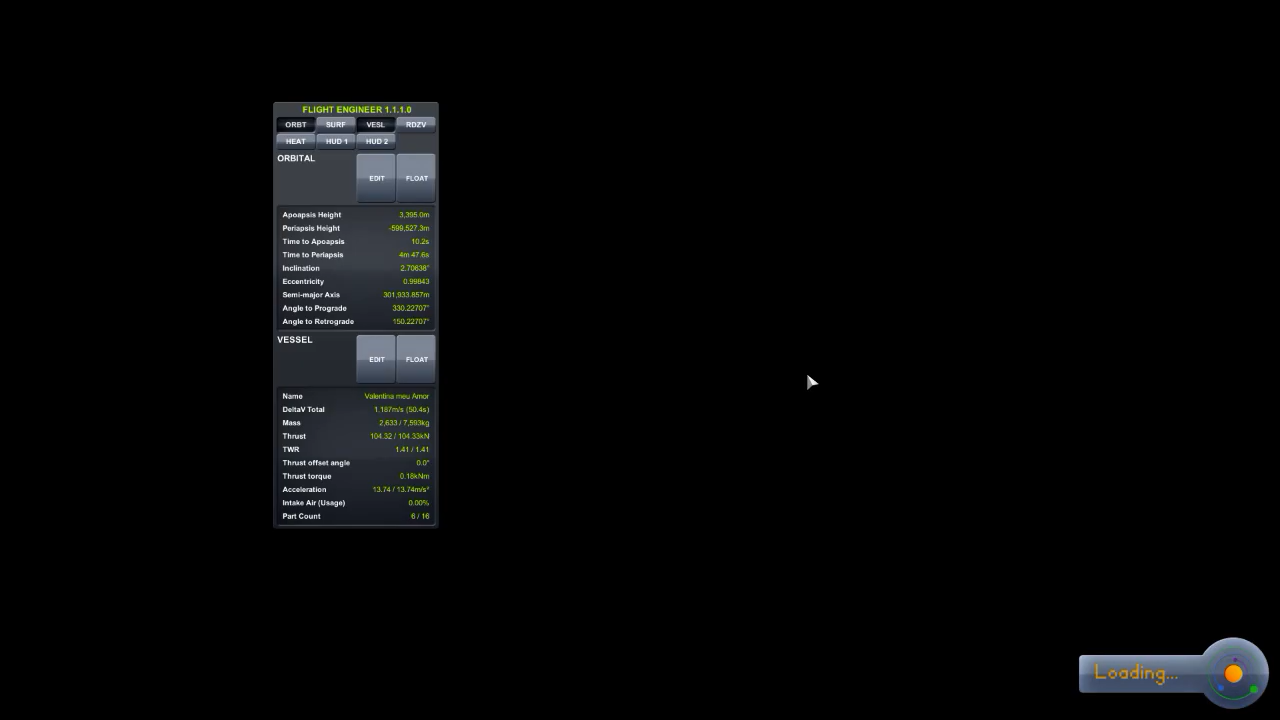 FLIGHT ENGINEER 1.1.1.0
ORBT SURF VESL RDZV
HEAT HUD 1 HUD 2
ORBITAL EDIT FLOAT
Apoapsis Height 3,395.0m
Periapsis Height -599,527.3m
Time to Apoapsis 10.2s
Time to Periapsis 4m 47.6s
Inclination 2.70638°
Eccentricity 0.99843
Semi-major Axis 301,933.857m
Angle to Prograde 330.22707°
Angle to Retrograde 150.22707°
VESSEL EDIT FLOAT
Name Valentina meu Amor
DeltaV Total 1,187m/s (50.4s)
Mass 2,633 / 7,593kg
Thrust 104.32 / 104.33kN
TWR 1.41 / 1.41
Thrust offset angle 0.0°
Thrust torque 0.18kNm
Acceleration 13.74 / 13.74m/s²
Intake Air (Usage) 0.00%
Part Count 6 / 16
Loading...